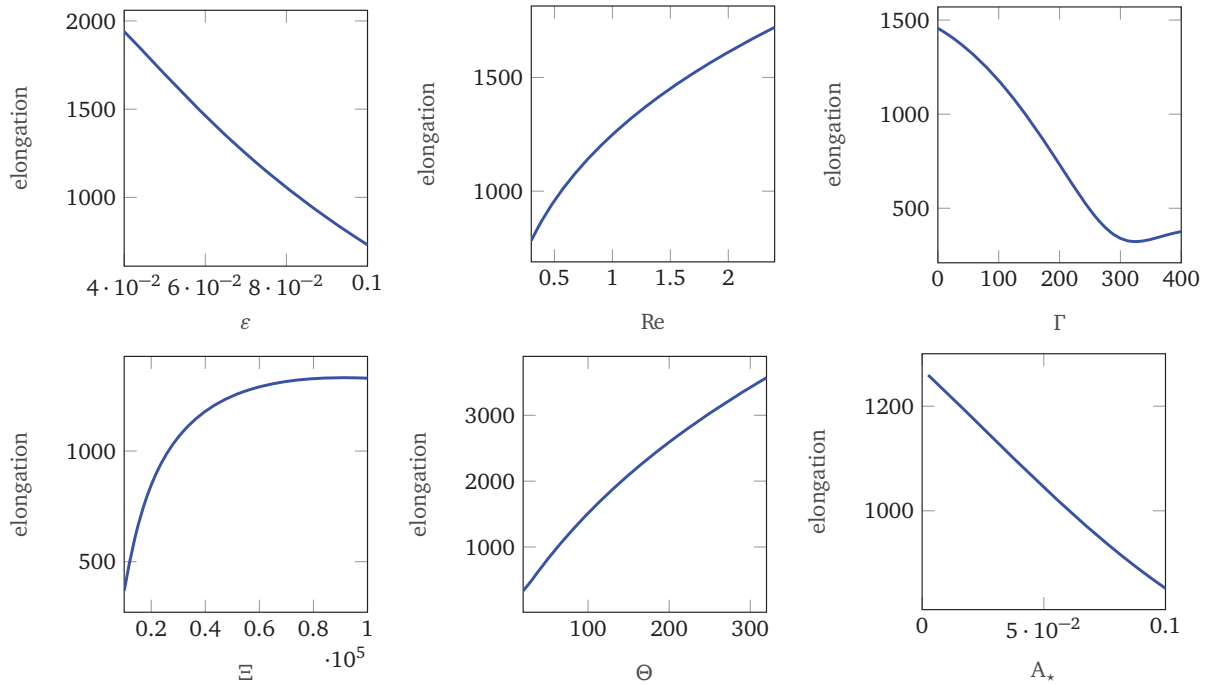 2000
1500
1000
elongation
4 · 10⁻² 6 · 10⁻² 8 · 10⁻² 0.1
ε
1500
1000
elongation
0.5 1 1.5 2
Re
1500
1000
500
elongation
0 100 200 300 400
Γ
1000
500
elongation
0.2 0.4 0.6 0.8 1
·10⁵
Ξ
3000
2000
1000
elongation
100 200 300
Θ
1200
1000
elongation
0 5 · 10⁻² 0.1
A⋆